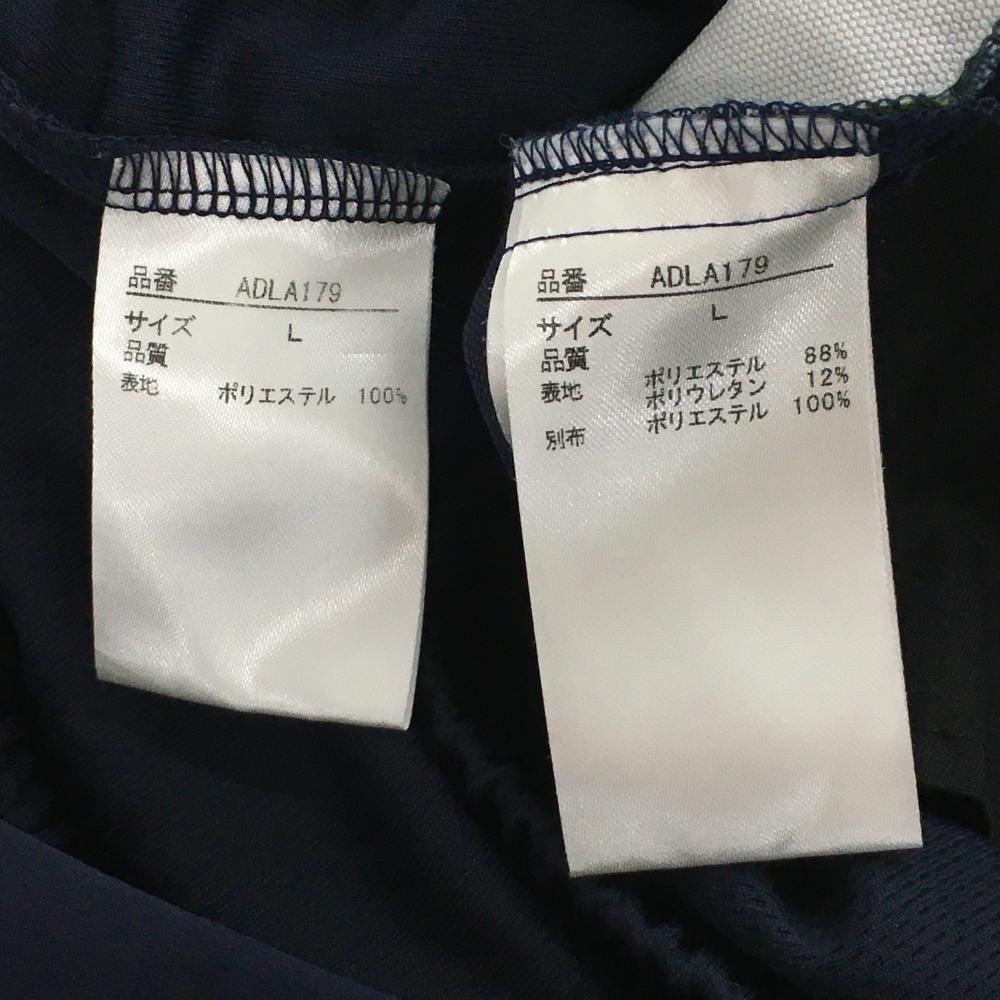 品番 ADLA179
サイズ L
品質
表地 ポリエステル 100%
品番 ADLA179
サイズ L
品質
表地 ポリエステル 88%
ポリウレタン 12%
別布 ポリエステル 100%